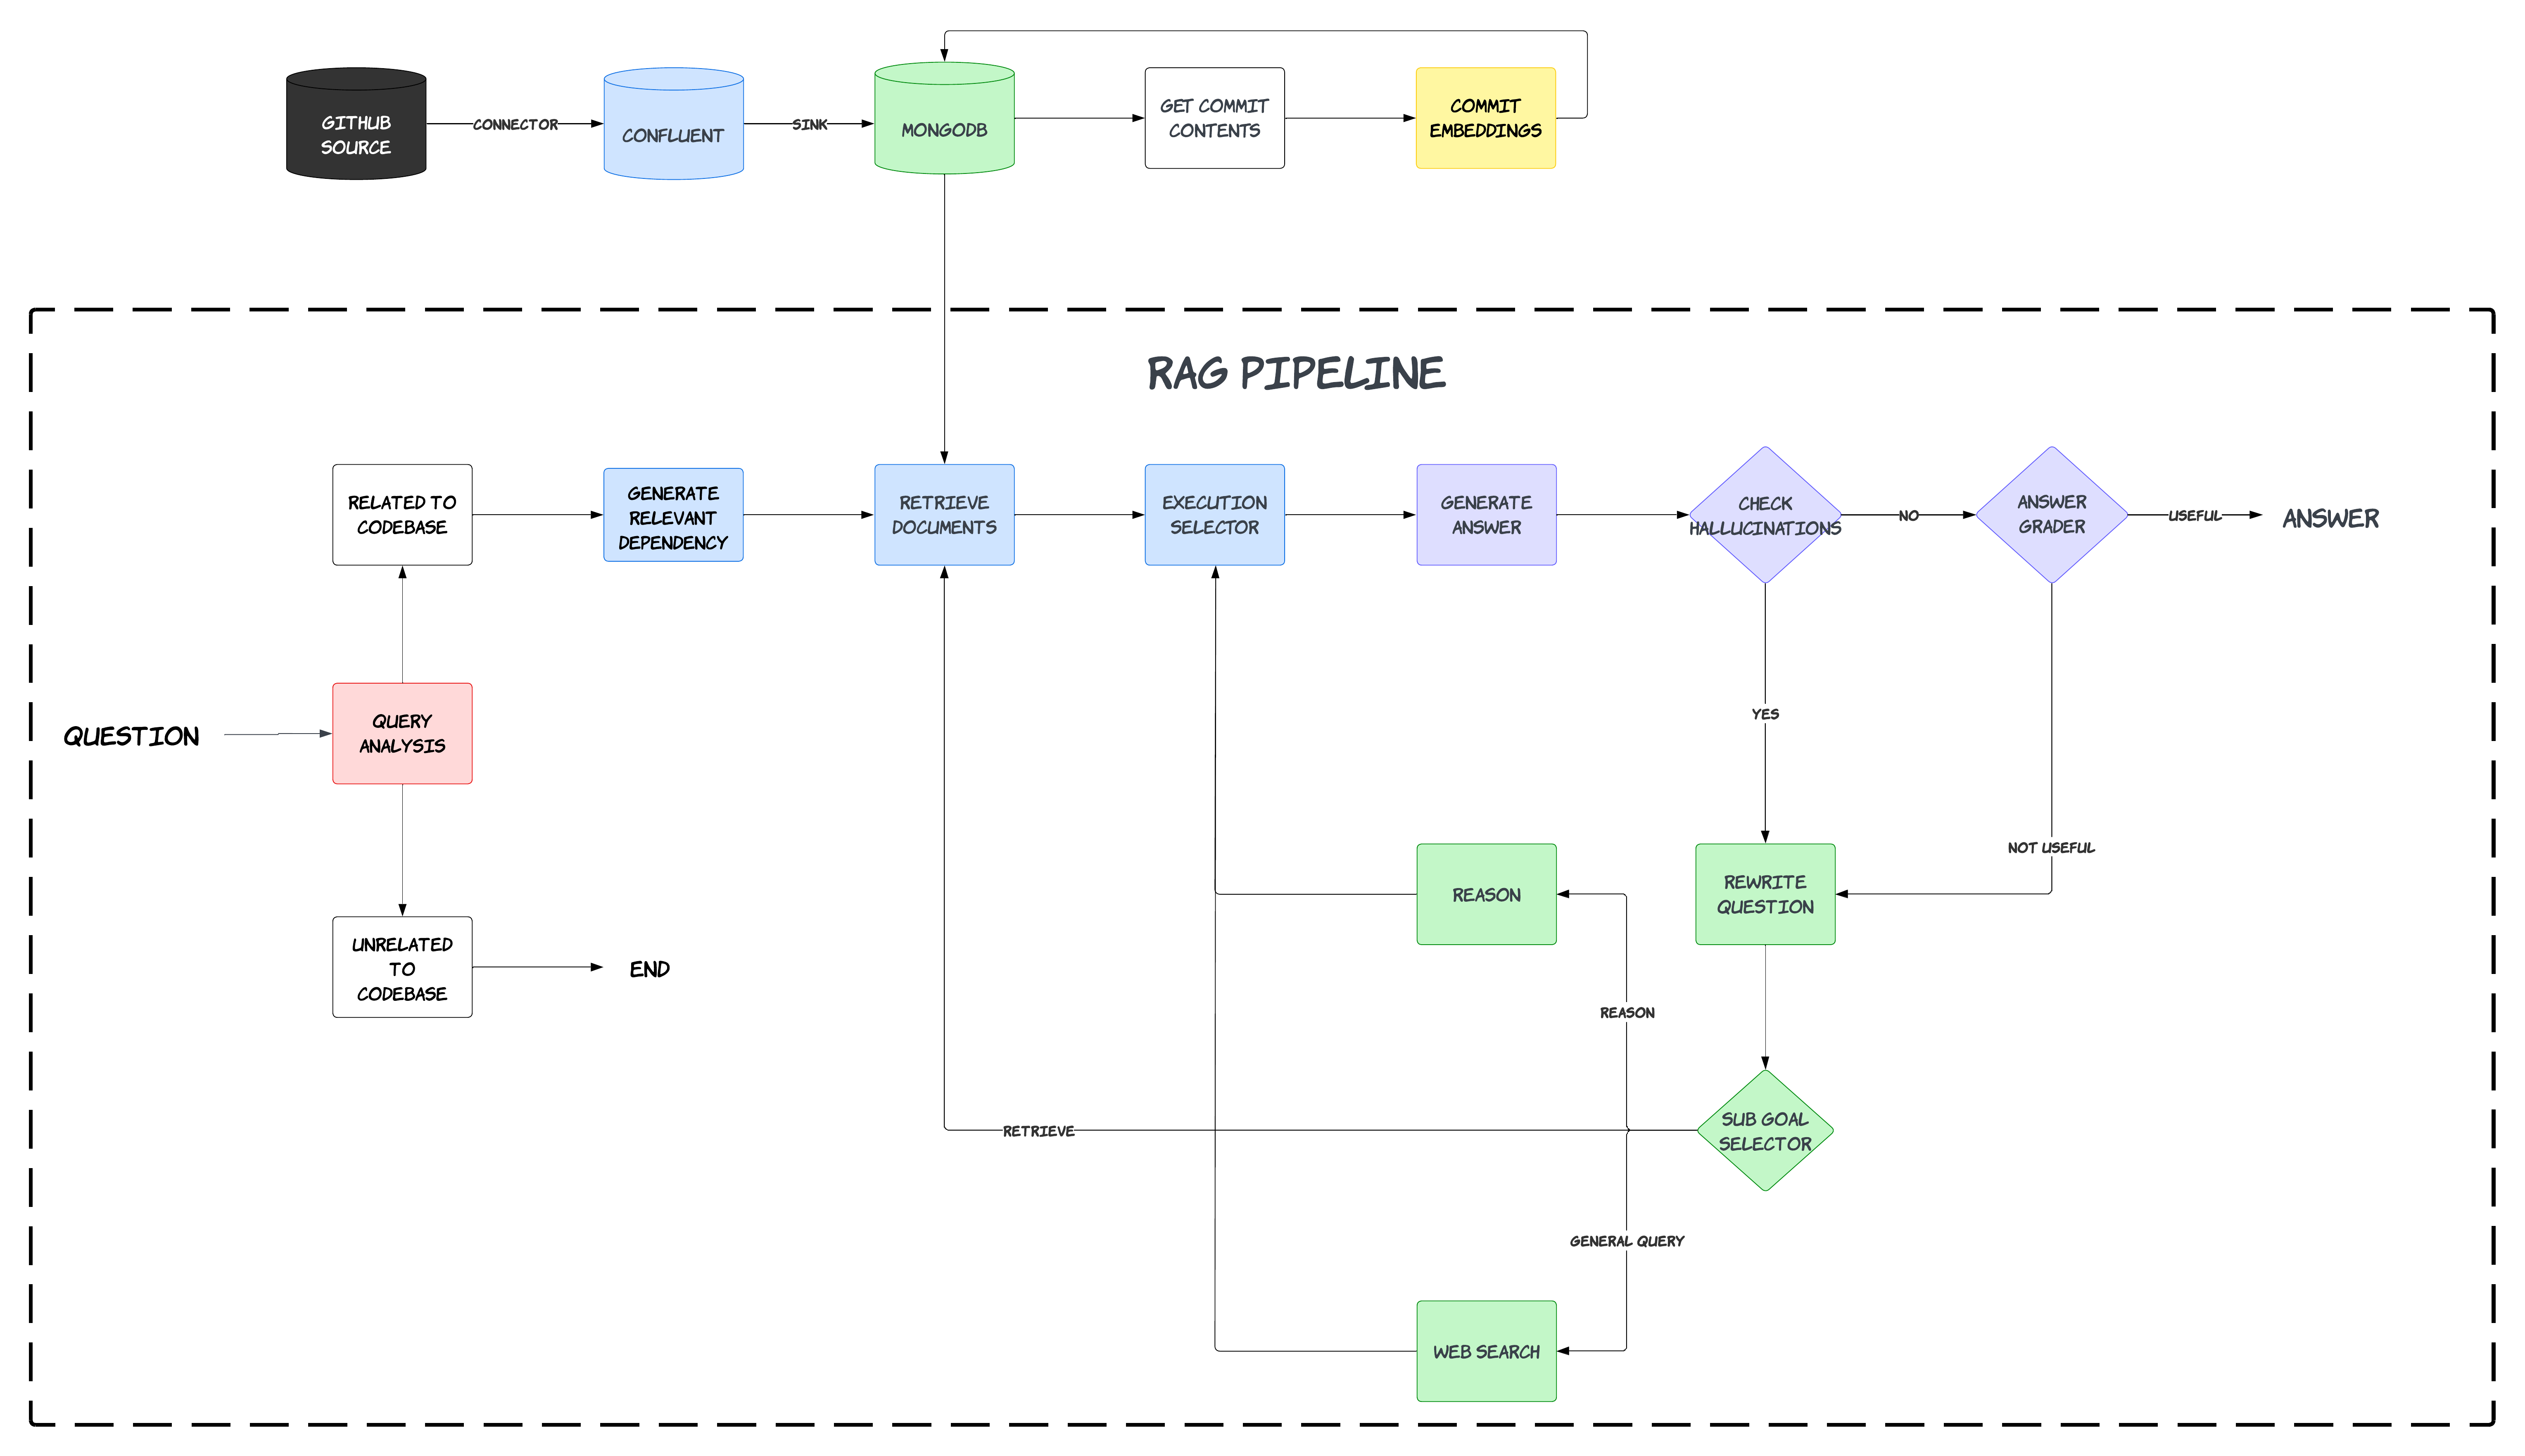 GITHUB
SOURCE
CONNECTOR
CONFLUENT
SINK
MONGODB
GET COMMIT
CONTENTS
COMMIT
EMBEDDINGS
RAG PIPELINE
RELATED TO
CODEBASE
GENERATE
RELEVANT
DEPENDENCY
RETRIEVE
DOCUMENTS
EXECUTION
SELECTOR
GENERATE
ANSWER
CHECK
HALLUCINATIONS
NO
ANSWER
GRADER
USEFUL
ANSWER
QUESTION
QUERY
ANALYSIS
YES
NOT USEFUL
REASON
REWRITE
QUESTION
UNRELATED
TO
CODEBASE
END
REASON
RETRIEVE
SUB GOAL
SELECTOR
GENERAL QUERY
WEB SEARCH